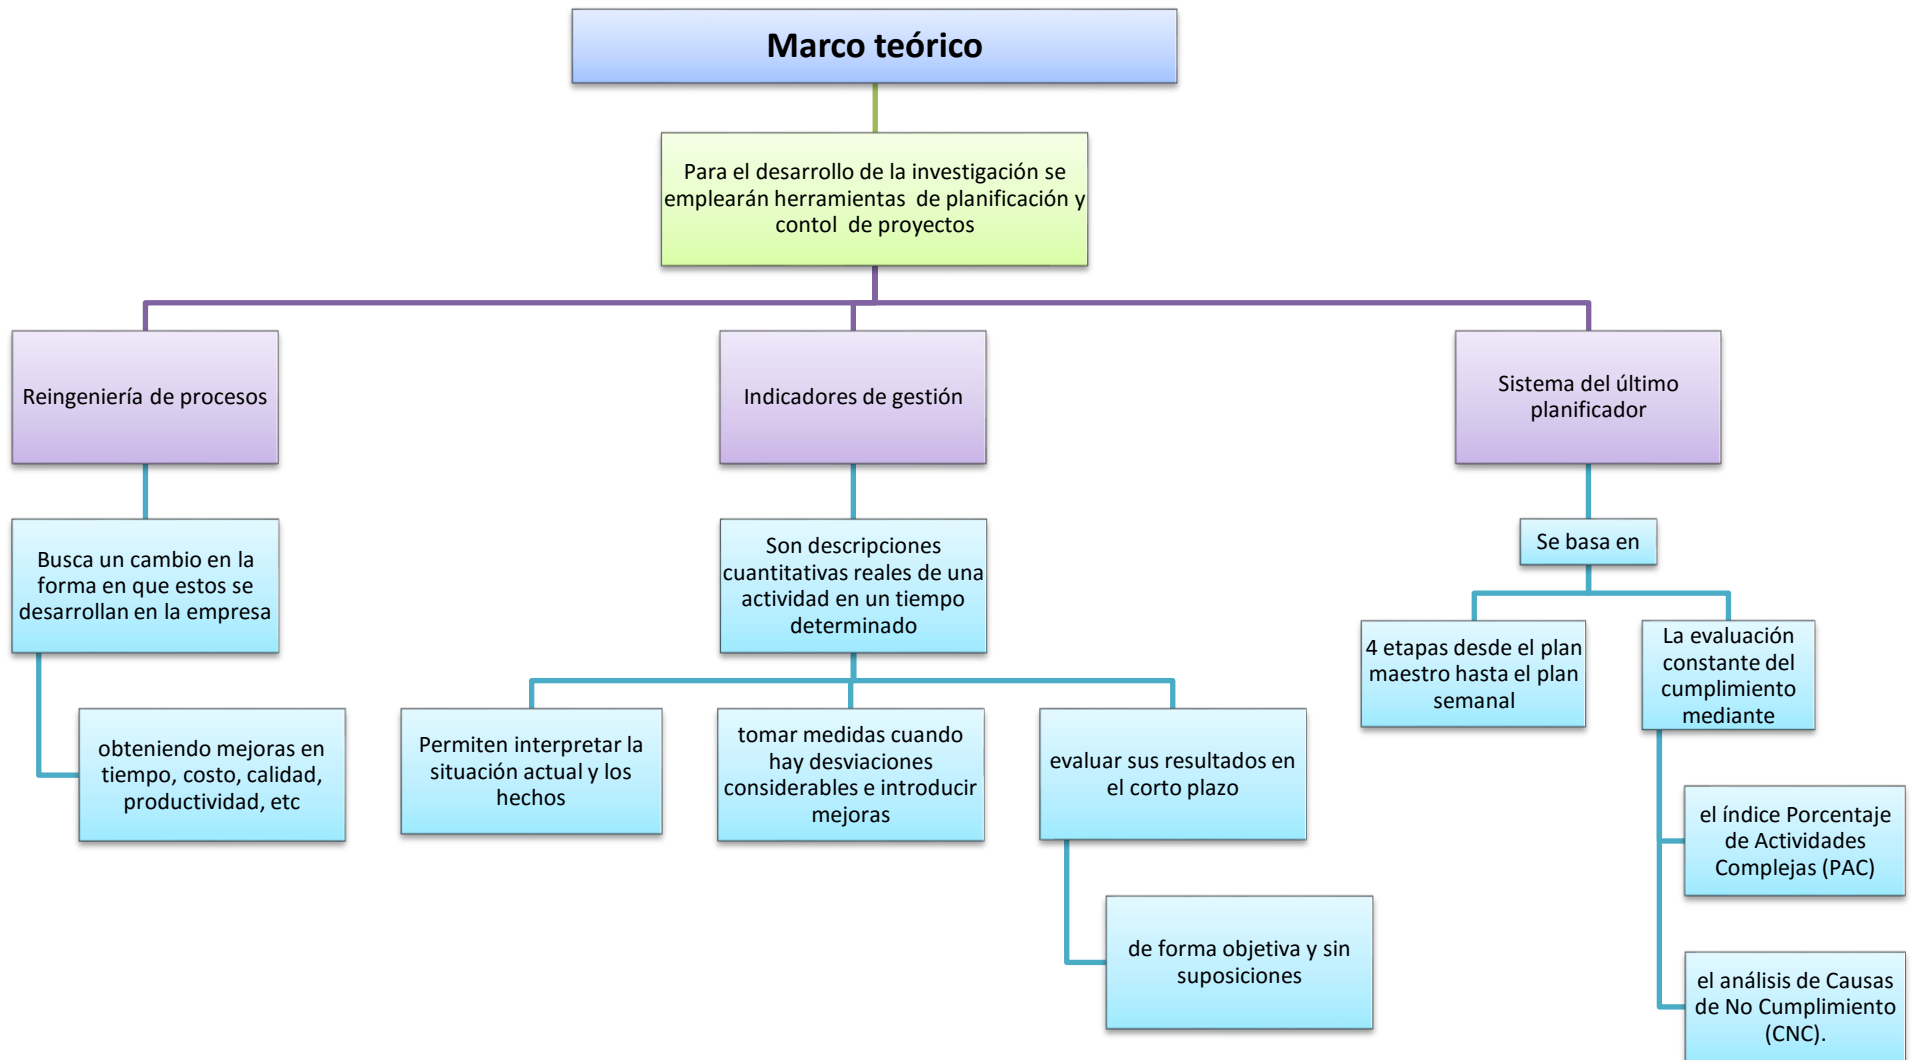 Marco teórico
Para el desarrollo de la investigación se
emplearán herramientas de planificación y
contol de proyectos
Reingeniería de procesos
Indicadores de gestión
Sistema del último
planificador
Busca un cambio en la
forma en que estos se
desarrollan en la empresa
Son descripciones
cuantitativas reales de una
actividad en un tiempo
determinado
Se basa en
obteniendo mejoras en
tiempo, costo, calidad,
productividad, etc
Permiten interpretar la
situación actual y los
hechos
tomar medidas cuando
hay desviaciones
considerables e introducir
mejoras
evaluar sus resultados en
el corto plazo
de forma objetiva y sin
suposiciones
4 etapas desde el plan
maestro hasta el plan
semanal
La evaluación
constante del
cumplimiento
mediante
el índice Porcentaje
de Actividades
Complejas (PAC)
el análisis de Causas
de No Cumplimiento
(CNC).